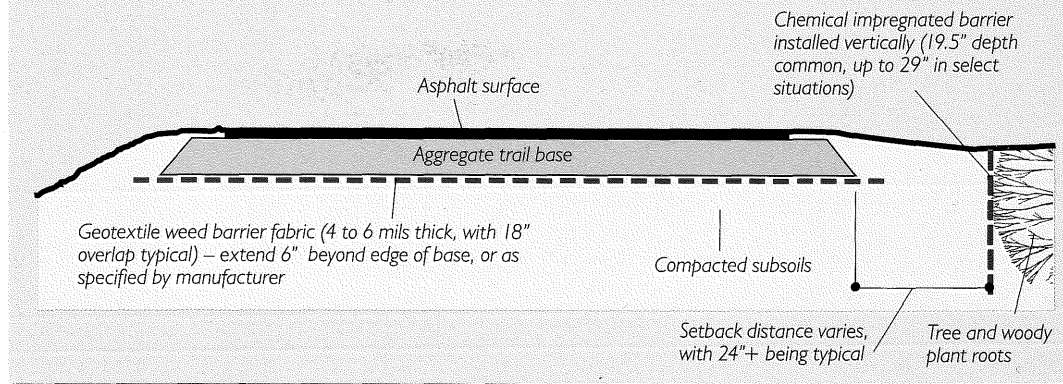 Chemical impregnated barrier
installed vertically (19.5" depth
common, up to 29" in select
situations)
Asphalt surface
Aggregate trail base
Geotextile weed barrier fabric (4 to 6 mils thick, with 18"
overlap typical) – extend 6" beyond edge of base, or as
specified by manufacturer
Compacted subsoils
Setback distance varies,
with 24"+ being typical
Tree and woody
plant roots